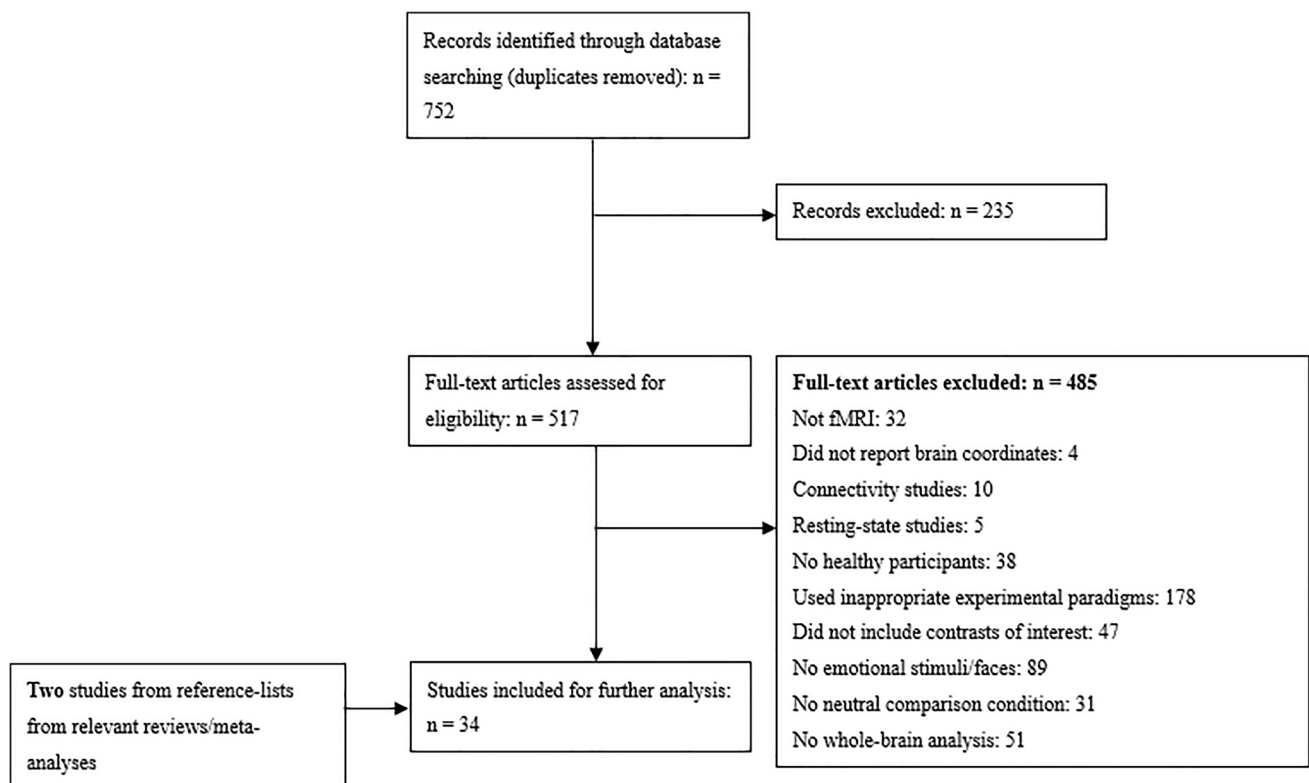 Records identified through database
searching (duplicates removed): n =
752
Records excluded: n = 235
Full-text articles assessed for
eligibility: n = 517
Full-text articles excluded: n = 485
Not fMRI: 32
Did not report brain coordinates: 4
Connectivity studies: 10
Resting-state studies: 5
No healthy participants: 38
Used inappropriate experimental paradigms: 178
Did not include contrasts of interest: 47
No emotional stimuli/faces: 89
No neutral comparison condition: 31
No whole-brain analysis: 51
Two studies from reference-lists
from relevant reviews/meta-
analyses
Studies included for further analysis:
n = 34